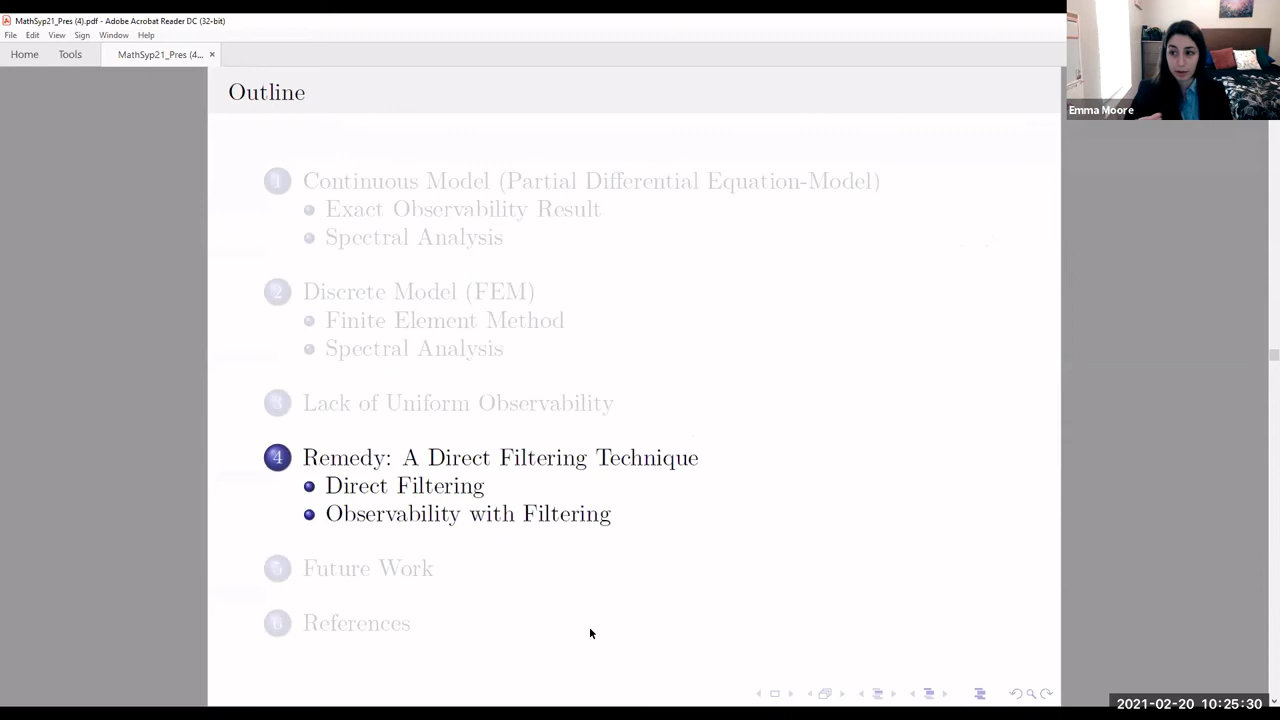 MathSyp21_Pres (4).pdf - Adobe Acrobat Reader DC (32-bit)
File Edit View Sign Window Help
Home Tools MathSyp21_Pres (4... ×
Emma Moore
Outline
1 Continuous Model (Partial Differential Equation-Model)
Exact Observability Result
Spectral Analysis
2 Discrete Model (FEM)
Finite Element Method
Spectral Analysis
3 Lack of Uniform Observability
4 Remedy: A Direct Filtering Technique
Direct Filtering
Observability with Filtering
5 Future Work
6 References
2021-02-20 10:25:30